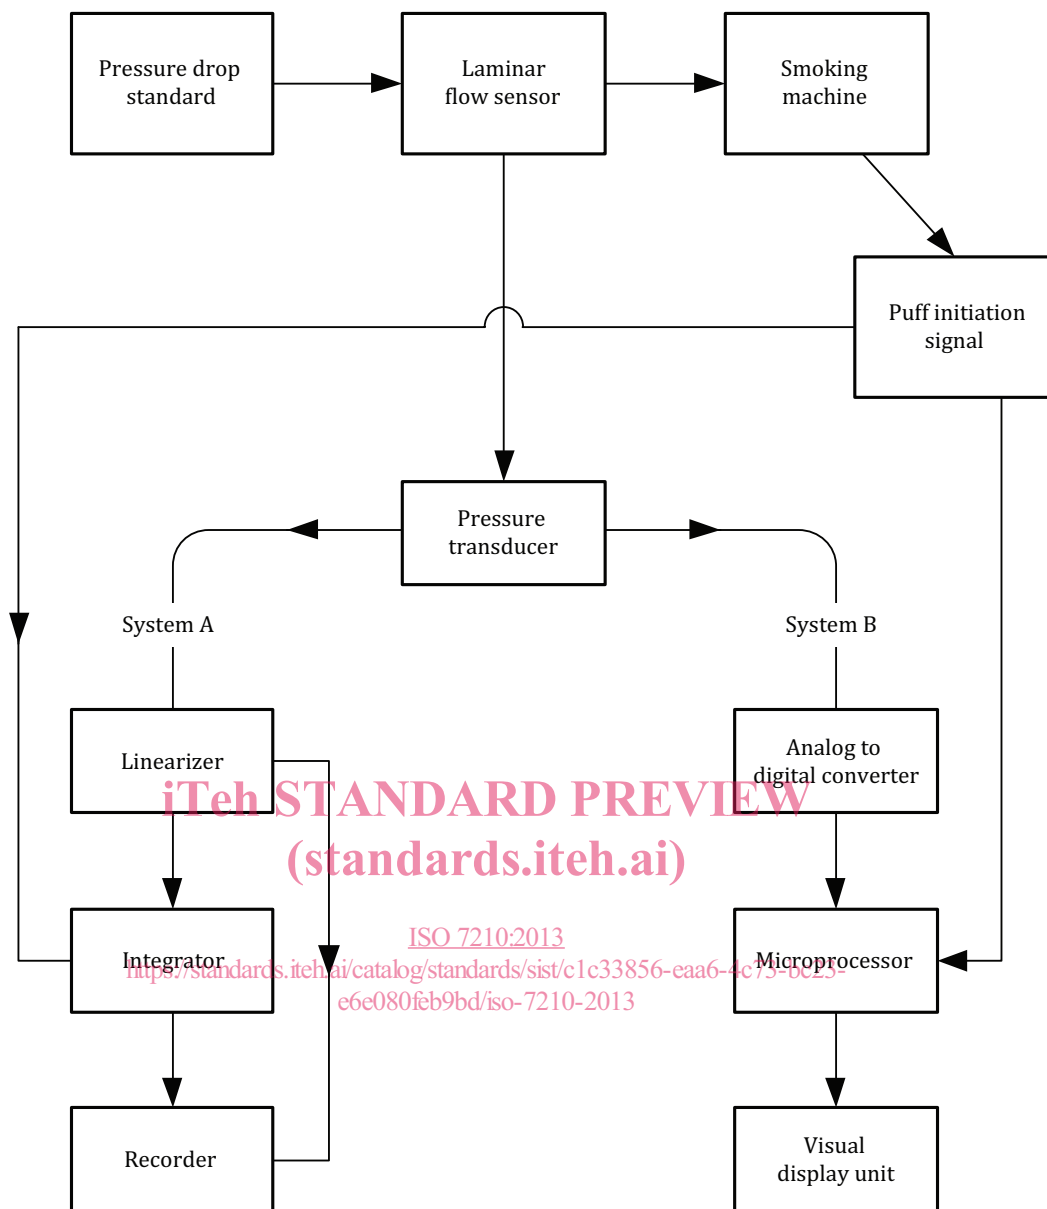 Pressure drop
standard
Laminar
flow sensor
Smoking
machine
Puff initiation
signal
Pressure
transducer
System A
System B
Linearizer
Analog to
digital converter
iTeh STANDARD PREVIEW
(standards.iteh.ai)
ISO 7210:2013
Integrator
https://standards.iteh.ai/catalog/standards/sist/c1c33856-eaa6-4c73-bc23-
Microprocessor
e6e080feb9bd/iso-7210-2013
Recorder
Visual
display unit